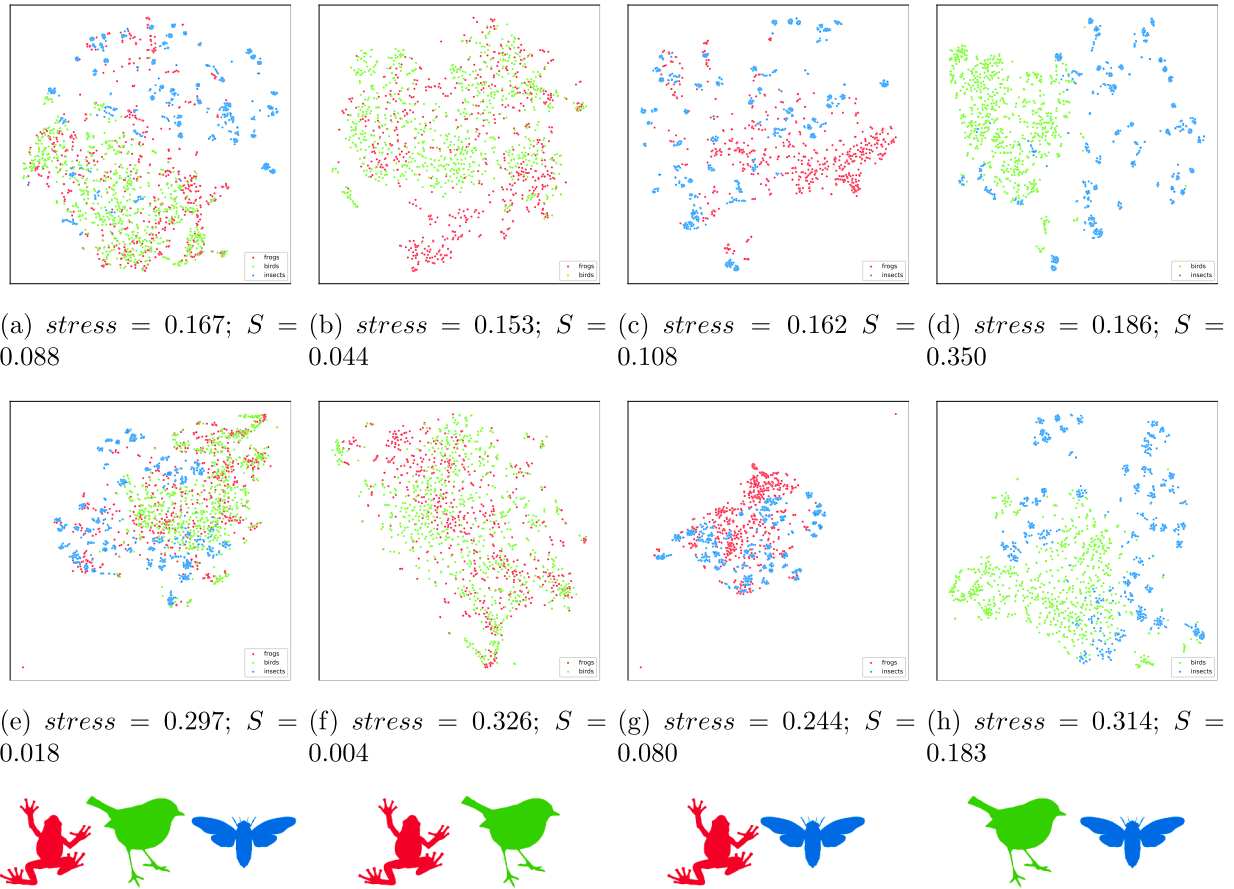 frogs
birds
insects
frogs
birds
frogs
insects
birds
insects
(a) stress = 0.167; S = 0.088
(b) stress = 0.153; S = 0.044
(c) stress = 0.162 S = 0.108
(d) stress = 0.186; S = 0.350
frogs
birds
insects
frogs
birds
frogs
insects
birds
insects
(e) stress = 0.297; S = 0.018
(f) stress = 0.326; S = 0.004
(g) stress = 0.244; S = 0.080
(h) stress = 0.314; S = 0.183